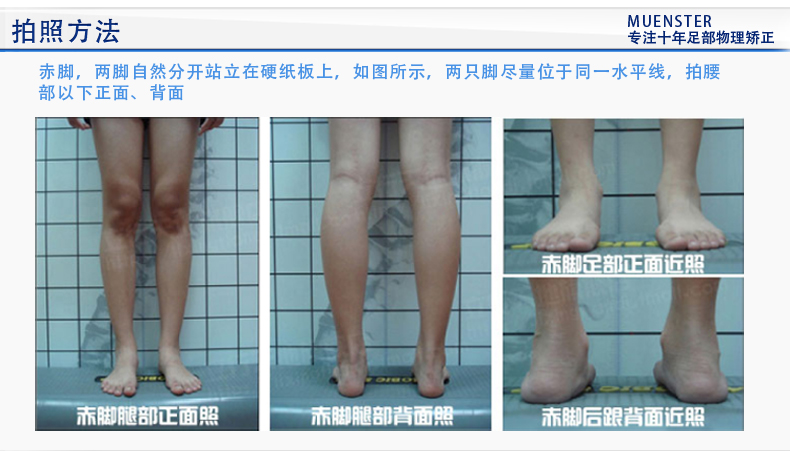 拍照方法
MUENSTER
专注十年足部物理矫正
赤脚，两脚自然分开站立在硬纸板上，如图所示，两只脚尽量位于同一水平线，拍腰
部以下正面、背面
赤脚腿部正面照
赤脚腿部背面照
赤脚足部正面近照
赤脚后跟背面近照